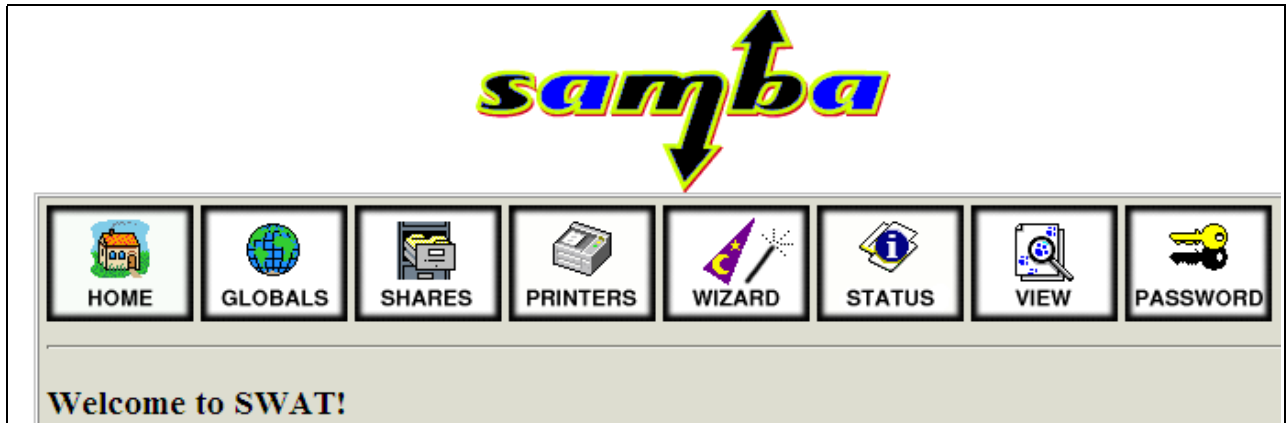 samba
HOME GLOBALS SHARES PRINTERS WIZARD STATUS VIEW PASSWORD
Welcome to SWAT!